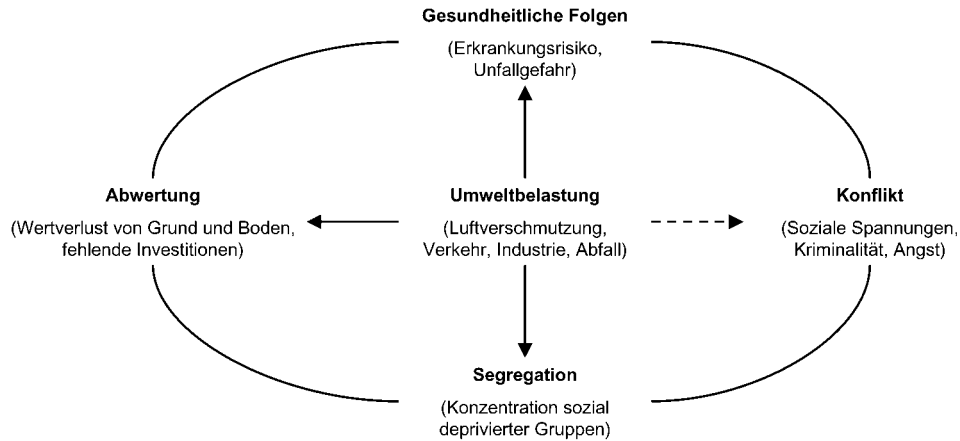 Gesundheitliche Folgen
(Erkrankungsrisiko,
Unfallgefahr)
Abwertung
(Wertverlust von Grund und Boden,
fehlende Investitionen)
Umweltbelastung
(Luftverschmutzung,
Verkehr, Industrie, Abfall)
Konflikt
(Soziale Spannungen,
Kriminalität, Angst)
Segregation
(Konzentration sozial
deprivierter Gruppen)